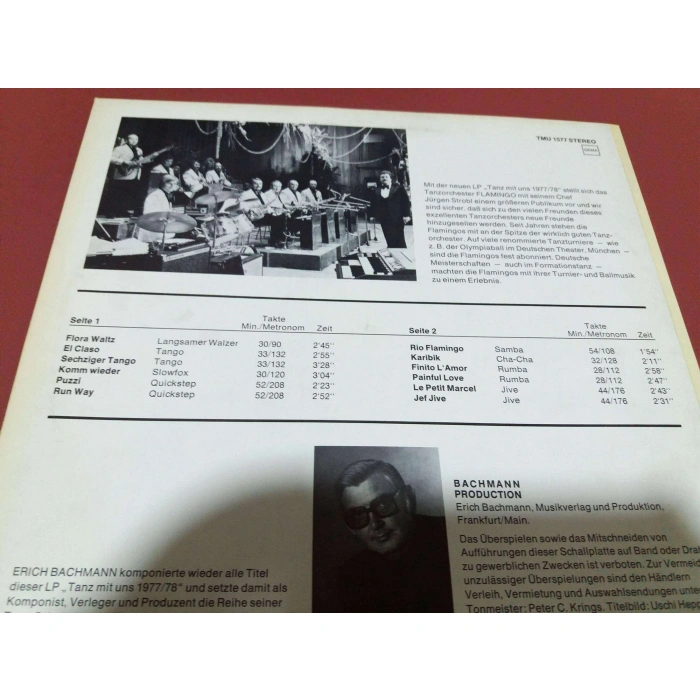 TMU 1577 STEREO
Mit der neuen LP „Tanz mit uns 1977/78" stellt sich das
Tanzorchester FLAMINGO mit seinem Chef
Jürgen Strobl einem größeren Publikum vor und wir
sind sicher, daß sich zu den vielen Freunden dieses
exzellenten Tanzorchesters neue Freunde
hinzugesellen werden. Seit Jahren stehen die
Flamingos mit an der Spitze der wirklich guten Tanz-
orchester. Auf viele renommierte Tanzturniere — wie
z. B. der Olympiaball im Deutschen Theater, München —
sind die Flamingos fest abonniert. Deutsche
Meisterschaften — auch im Formationstanz —
machten die Flamingos mit ihrer Turnier- und Ballmusik
zu einem Erlebnis.
Seite 1 Takte Min./Metronom Zeit
Flora Waltz Langsamer Walzer 30/90 2'45''
El Claso Tango 33/132 2'55''
Sechziger Tango Tango 33/132 3'28''
Komm wieder Slowfox 30/120 3'04''
Puzzi Quickstep 52/208 2'23''
Run Way Quickstep 52/208 2'52''
Seite 2 Takte Min./Metronom Zeit
Rio Flamingo Samba 54/108 1'54''
Karibik Cha-Cha 32/128 2'11''
Finito L'Amor Rumba 28/112 2'58''
Painful Love Rumba 28/112 2'47''
Le Petit Marcel Jive 44/176 2'43''
Jef Jive Jive 44/176 2'31''
BACHMANN
PRODUCTION
Erich Bachmann, Musikverlag und Produktion,
Frankfurt/Main.
Das Überspielen sowie das Mitschneiden von
Aufführungen dieser Schallplatte auf Band oder Drah
zu gewerblichen Zwecken ist verboten. Zur Vermeid
unzulässiger Überspielungen sind den Händlern
Verleih, Vermietung und Auswahlsendungen unte
Tonmeister: Peter C. Krings. Titelbild: Uschi Hepp
ERICH BACHMANN komponierte wieder alle Titel
dieser LP „Tanz mit uns 1977/78" und setzte damit als
Komponist, Verleger und Produzent die Reihe seiner